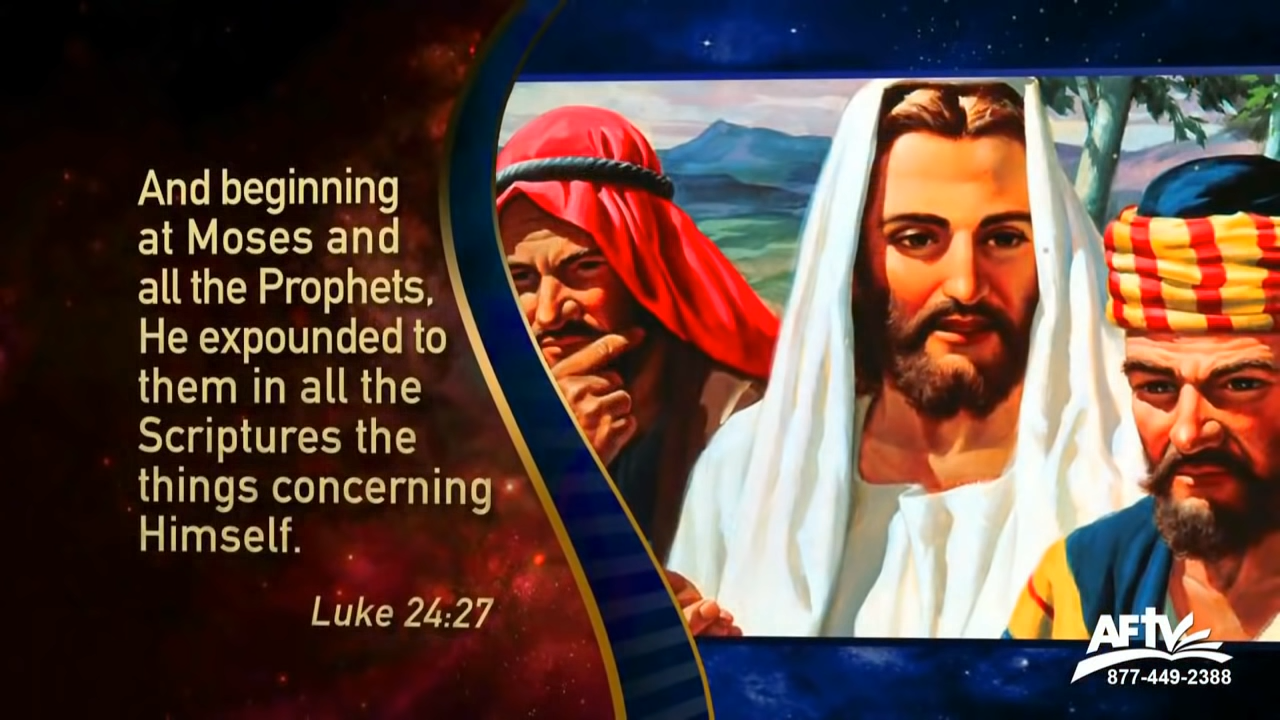 And beginning
at Moses and
all the Prophets,
He expounded to
them in all the
Scriptures the
things concerning
Himself.
Luke 24:27
AFTV
877-449-2388